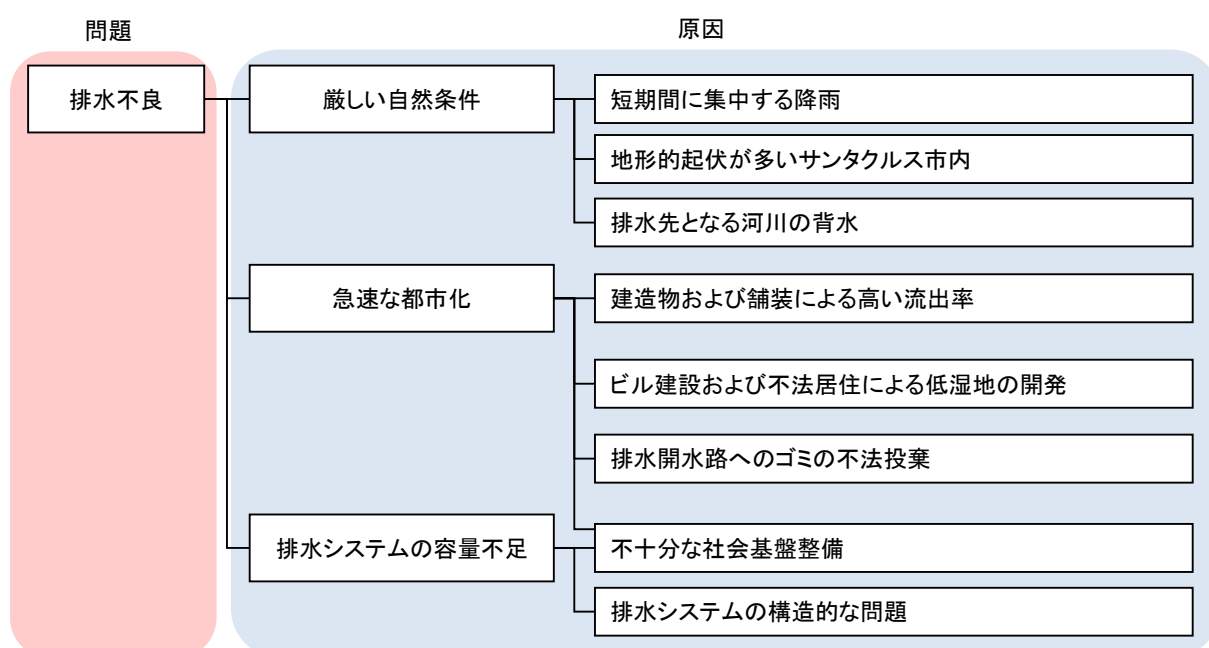 問題
原因
排水不良
厳しい自然条件
短期間に集中する降雨
地形的起伏が多いサンタクルス市内
排水先となる河川の背水
急速な都市化
建造物および舗装による高い流出率
ビル建設および不法居住による低湿地の開発
排水開水路へのゴミの不法投棄
排水システムの容量不足
不十分な社会基盤整備
排水システムの構造的な問題